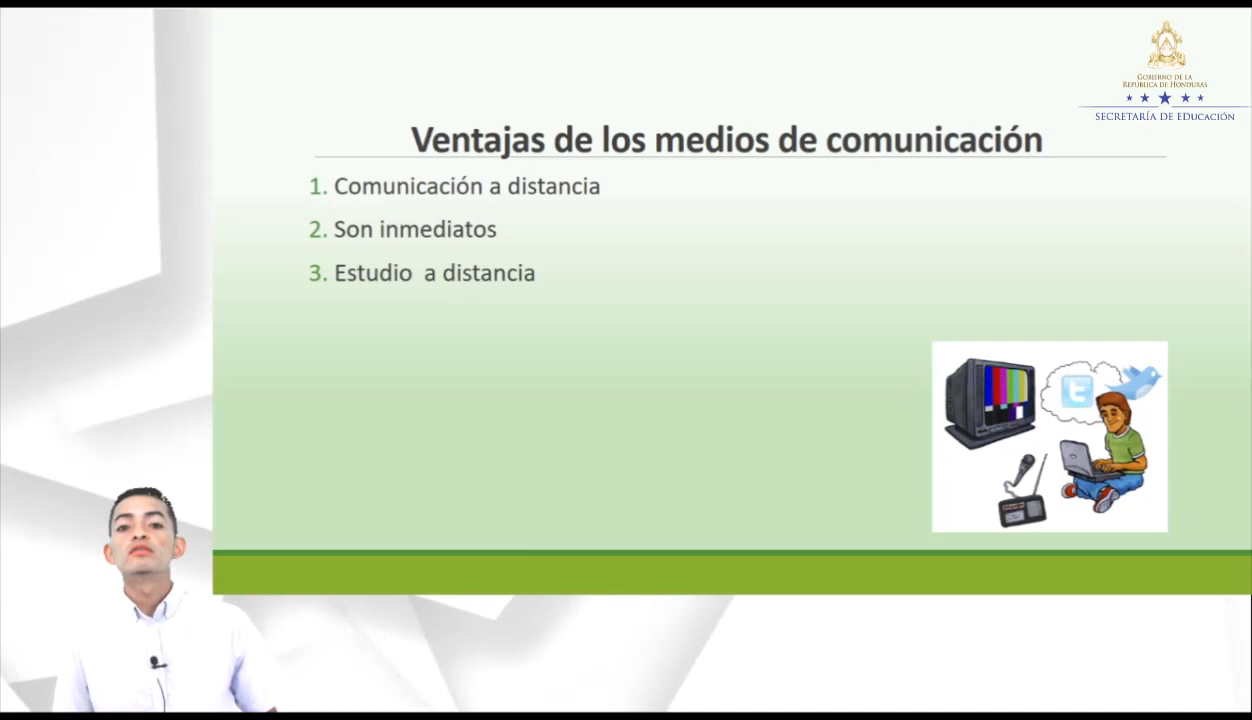 GOBIERNO DE LA
REPÚBLICA DE HONDURAS
SECRETARÍA DE EDUCACIÓN
Ventajas de los medios de comunicación
1. Comunicación a distancia
2. Son inmediatos
3. Estudio a distancia
t